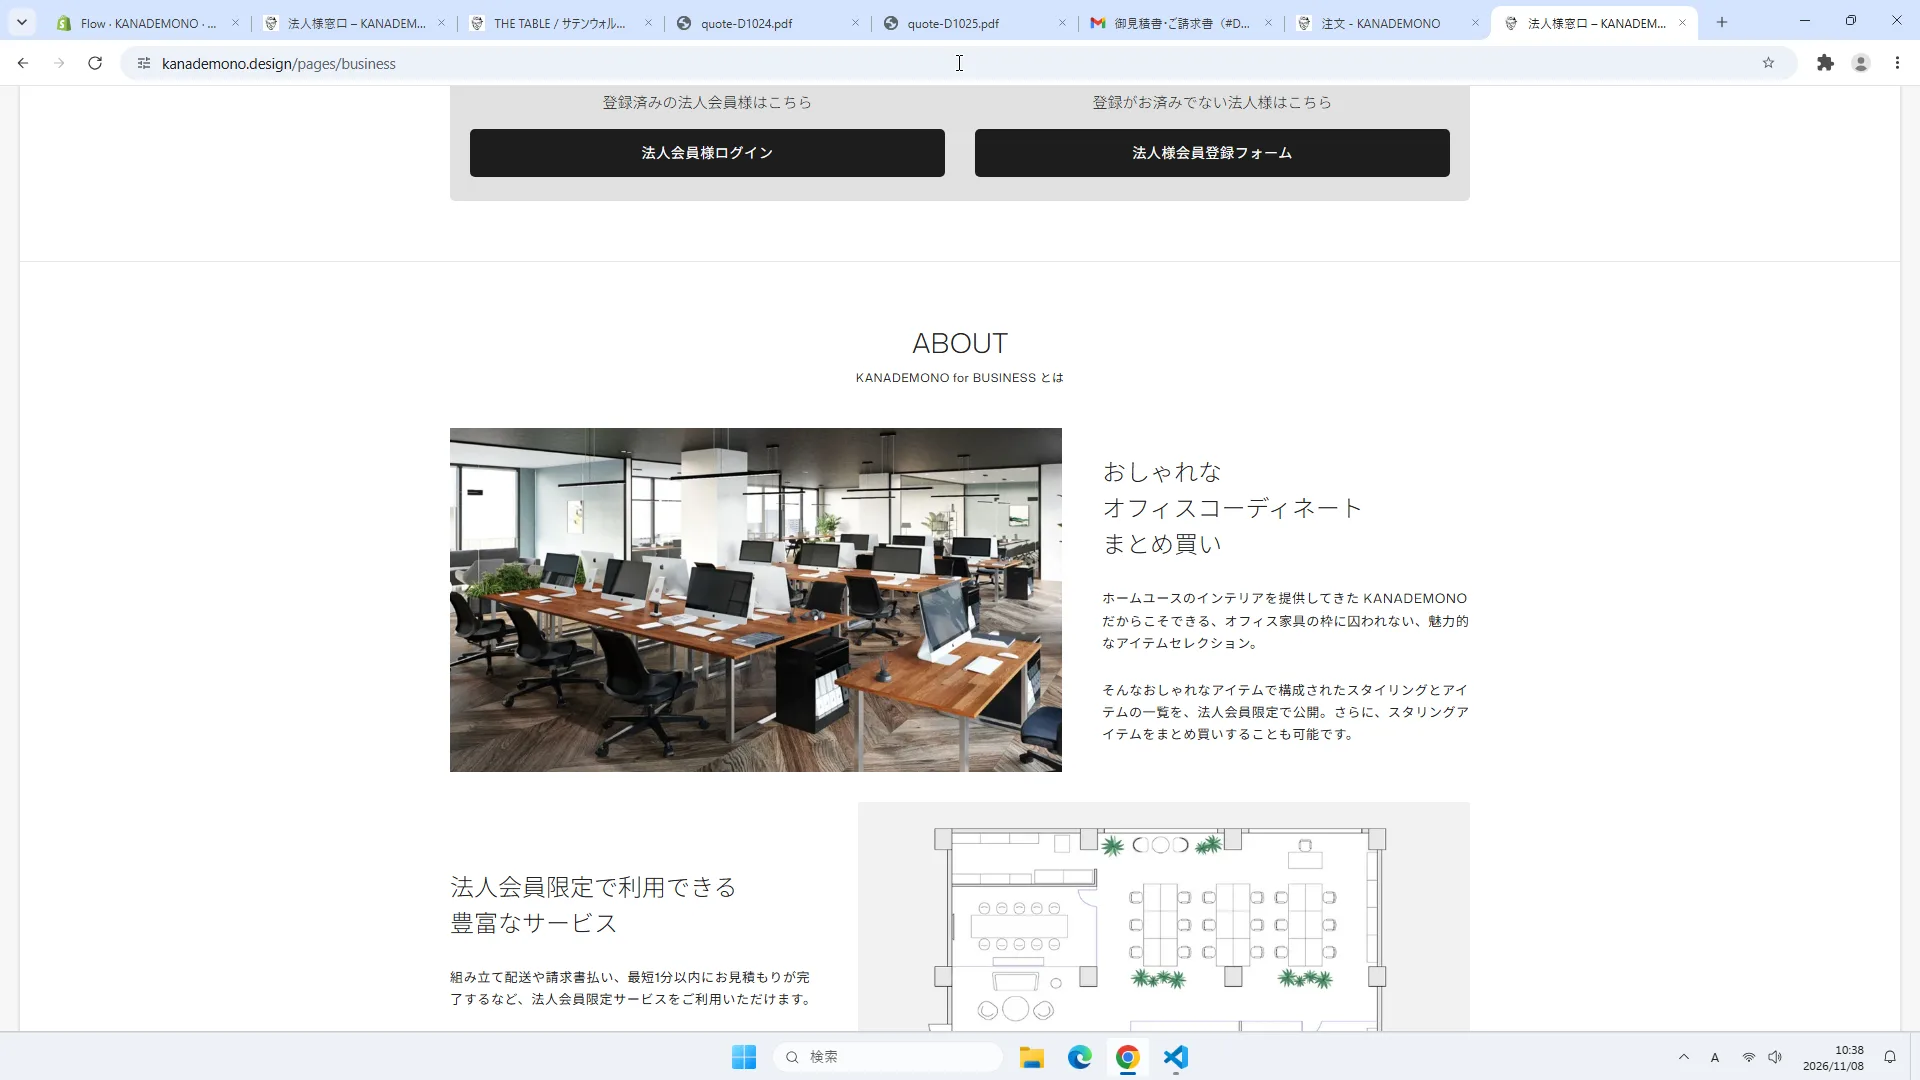 Flow · KANADEMONO · ...
法人様窓口 – KANADEM...
THE TABLE / サテンウォル...
quote-D1024.pdf
quote-D1025.pdf
御見積書･ご請求書（#D...
注文 - KANADEMONO
法人様窓口 – KANADEM...
kanademono.design/pages/business
登録済みの法人会員様はこちら
登録がお済みでない法人様はこちら
法人会員様ログイン
法人様会員登録フォーム
ABOUT
KANADEMONO for BUSINESS とは
おしゃれな
オフィスコーディネート
まとめ買い
ホームユースのインテリアを提供してきた KANADEMONO
だからこそできる、オフィス家具の枠に囚われない、魅力的
なアイテムセレクション。
そんなおしゃれなアイテムで構成されたスタイリングとアイ
テムの一覧を、法人会員限定で公開。さらに、スタリングア
イテムをまとめ買いすることも可能です。
法人会員限定で利用できる
豊富なサービス
組み立て配送や請求書払い、最短1分以内にお見積もりが完
了するなど、法人会員限定サービスをご利用いただけます。
検索
A
10:38
2026/11/08